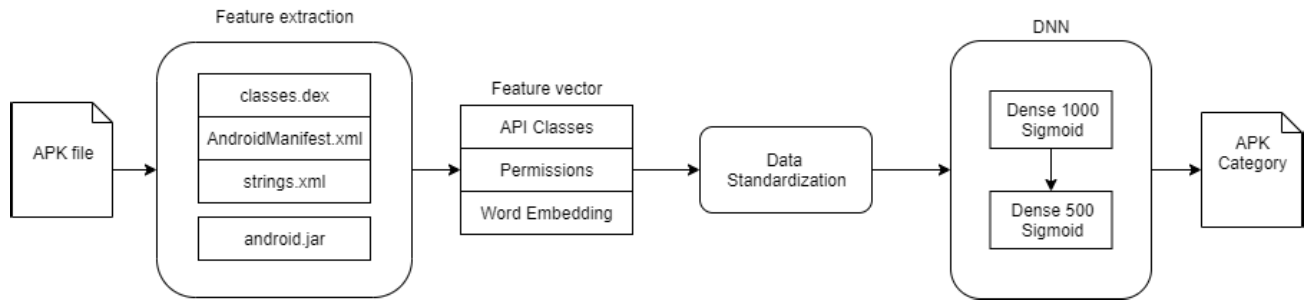 APK file
Feature extraction
classes.dex
AndroidManifest.xml
strings.xml
android.jar
Feature vector
API Classes
Permissions
Word Embedding
Data
Standardization
DNN
Dense 1000
Sigmoid
Dense 500
Sigmoid
APK
Category